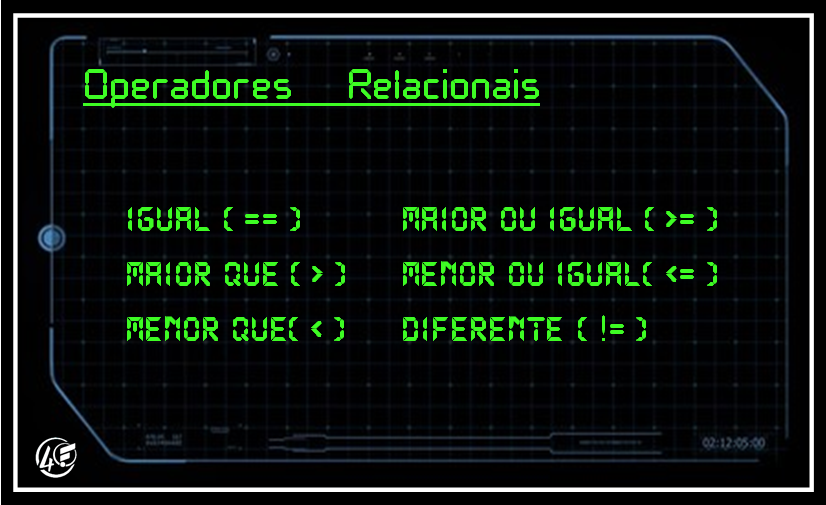 Operadores Relacionais
IGUAL ( == )
MAIOR QUE ( > )
MENOR QUE( < )
MAIOR OU IGUAL ( >= )
MENOR OU IGUAL( <= )
DIFERENTE ( != )
02:12:05:00